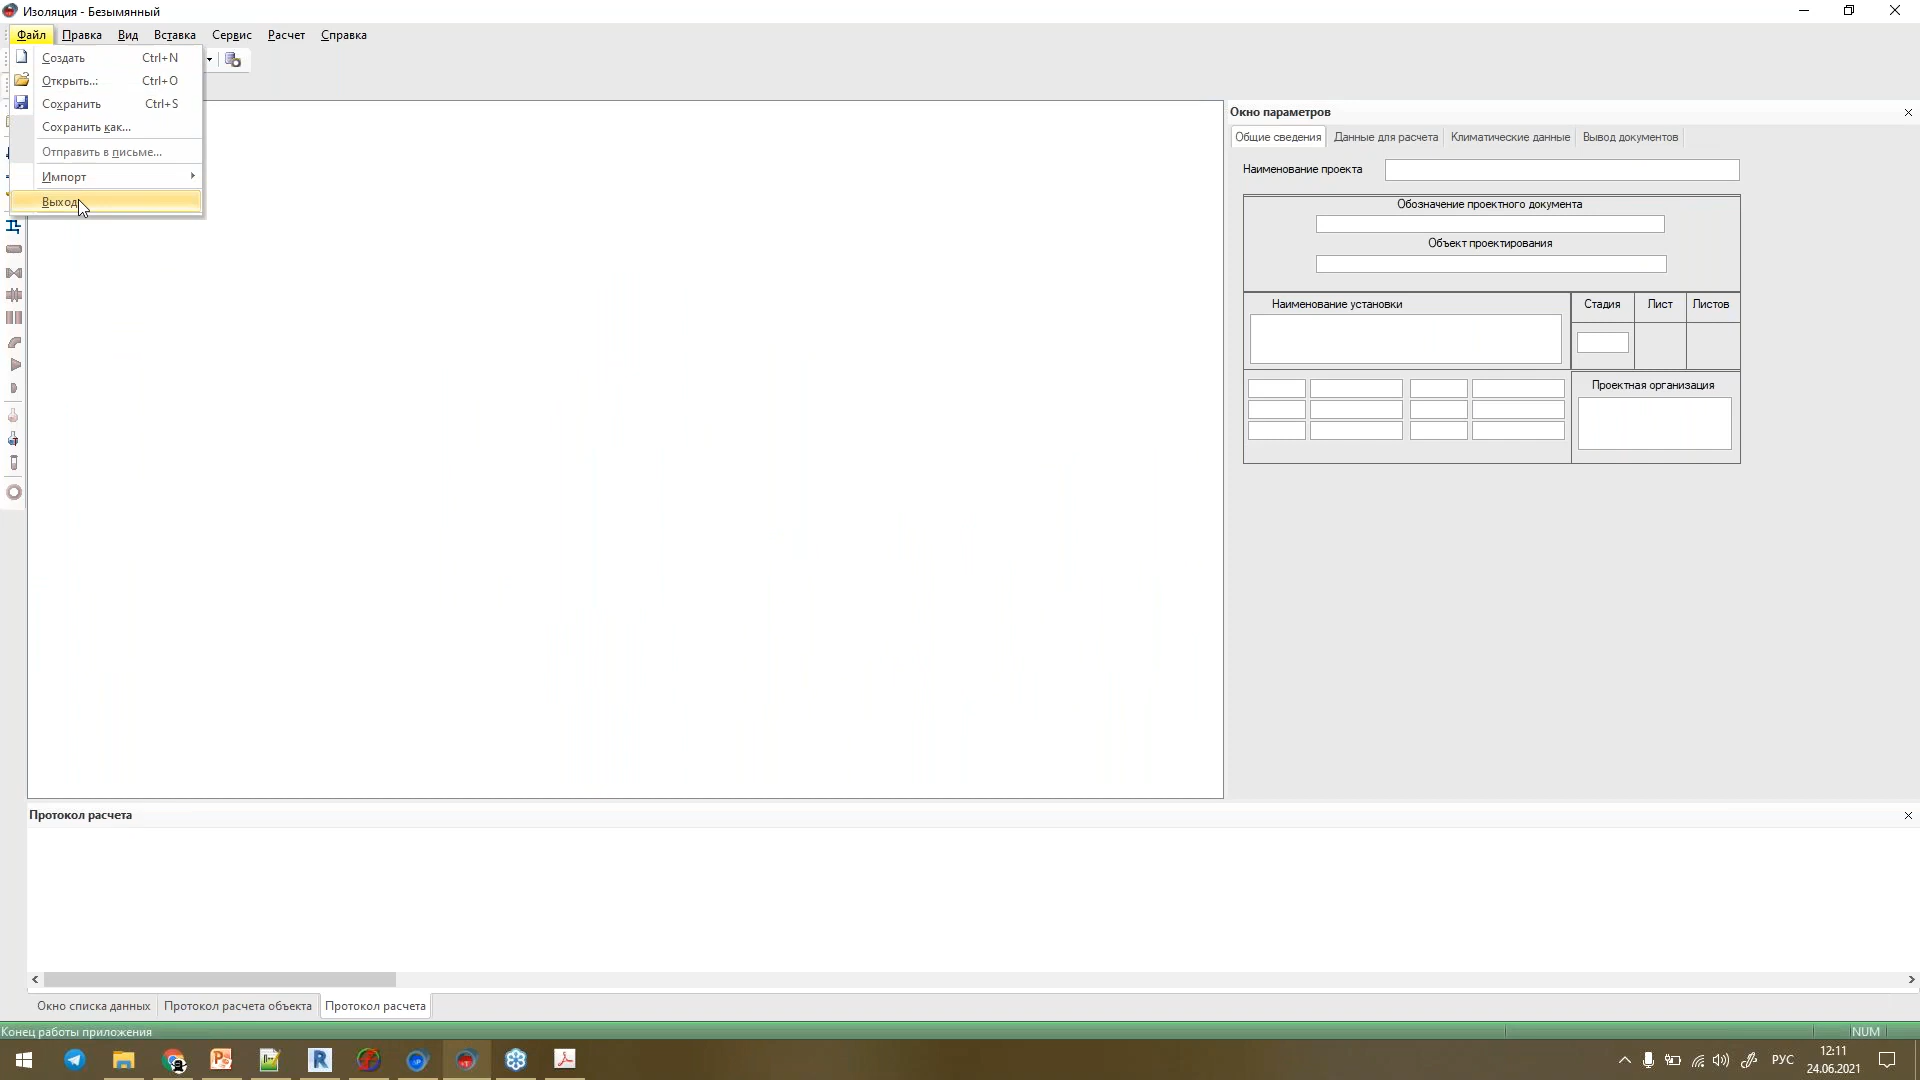 Изоляция - Безымянный
Файл Правка Вид Вставка Сервис Расчет Справка
Создать Ctrl+N
Открыть..: Ctrl+O
Сохранить Ctrl+S
Сохранить как...
Отправить в письме...
Импорт
Выход
Окно параметров
Общие сведения Данные для расчета Климатические данные Вывод документов
Наименование проекта
Обозначение проектного документа
Объект проектирования
Наименование установки Стадия Лист Листов
Проектная организация
Протокол расчета
Окно списка данных Протокол расчета объекта Протокол расчета
Конец работы приложения NUM
РУС 12:11
24.06.2021